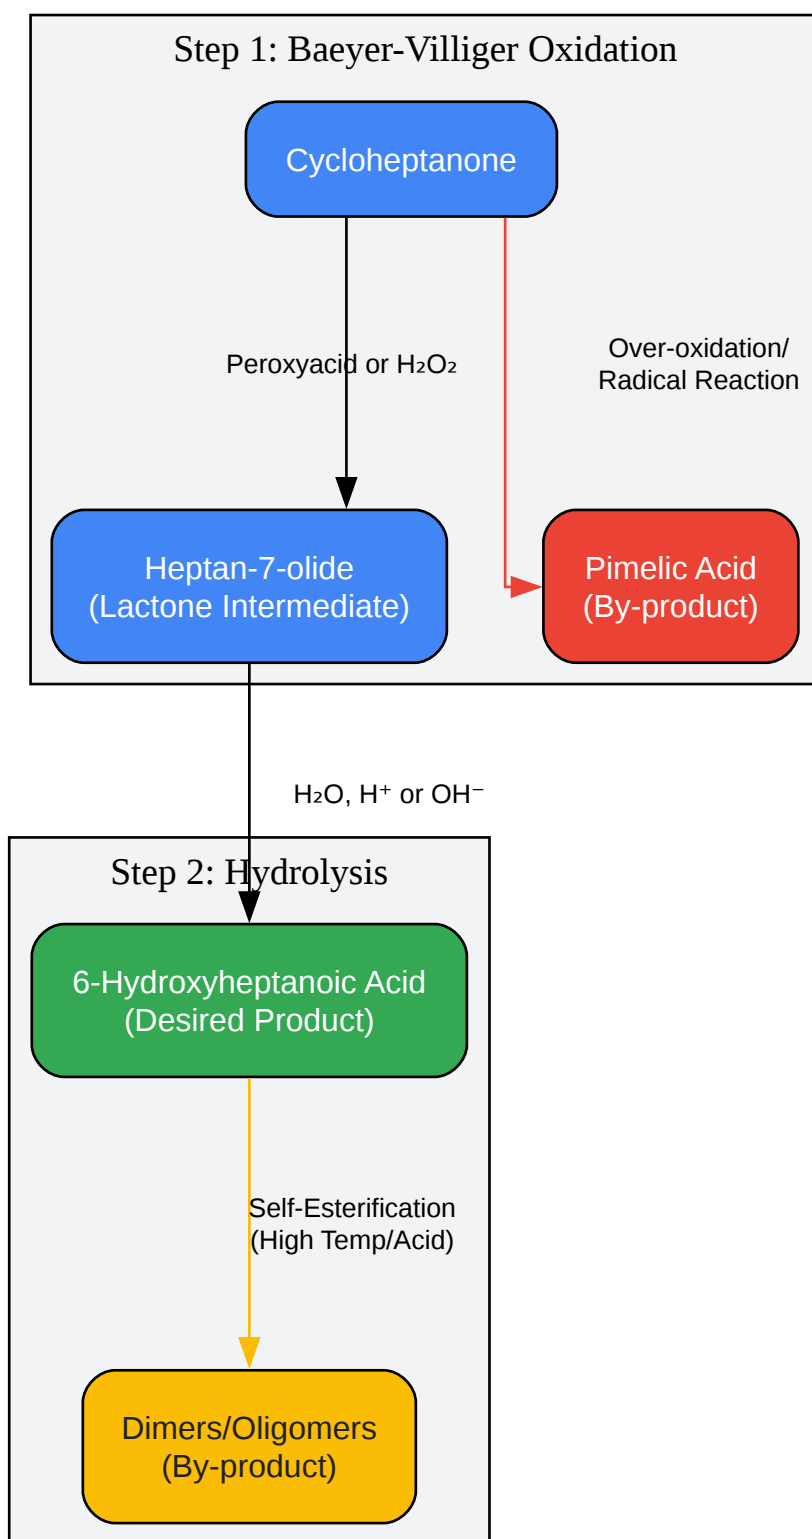 Step 1: Baeyer-Villiger Oxidation
Cycloheptanone
Peroxyacid or H₂O₂
Over-oxidation/
Radical Reaction
Heptan-7-olide
(Lactone Intermediate)
Pimelic Acid
(By-product)
H₂O, H⁺ or OH⁻
Step 2: Hydrolysis
6-Hydroxyheptanoic Acid
(Desired Product)
Self-Esterification
(High Temp/Acid)
Dimers/Oligomers
(By-product)